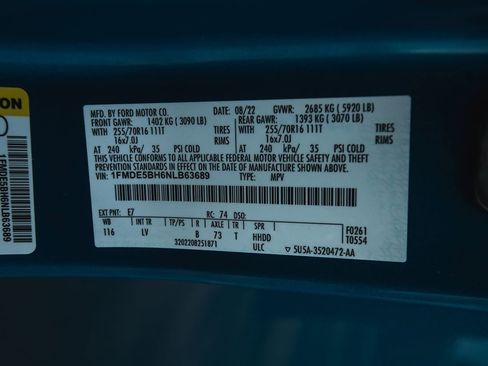 MFD. BY FORD MOTOR CO. 08/22 GVWR: 2685 KG ( 5920 LB)
FRONT GAWR: 1402 KG ( 3090 LB) REAR GAWR: 1393 KG ( 3070 LB)
WITH 255/70R16 111T TIRES WITH 255/70R16 111T TIRES
16x7.0J RIMS 16x7.0J RIMS
AT 240 kPa/ 35 PSI COLD AT 240 kPa/ 35 PSI COLD
THIS VEHICLE CONFORMS TO ALL APPLICABLE FEDERAL MOTOR VEHICLE SAFETY AND THEFT PREVENTION STANDARDS IN EFFECT ON THE DATE OF MANUFACTURE SHOWN ABOVE.
VIN: 1FMDE5BH6NLB63689 TYPE: MPV
EXT PNT: E7 RC: 74 DSO: F0261
WB INT TR TP/PS R AXLE TR SPR T0554
116 LV B 73 T HHDD
3202208251871 ULC 5U5A-3520472-AA
1FMDE5BH6NLB63689